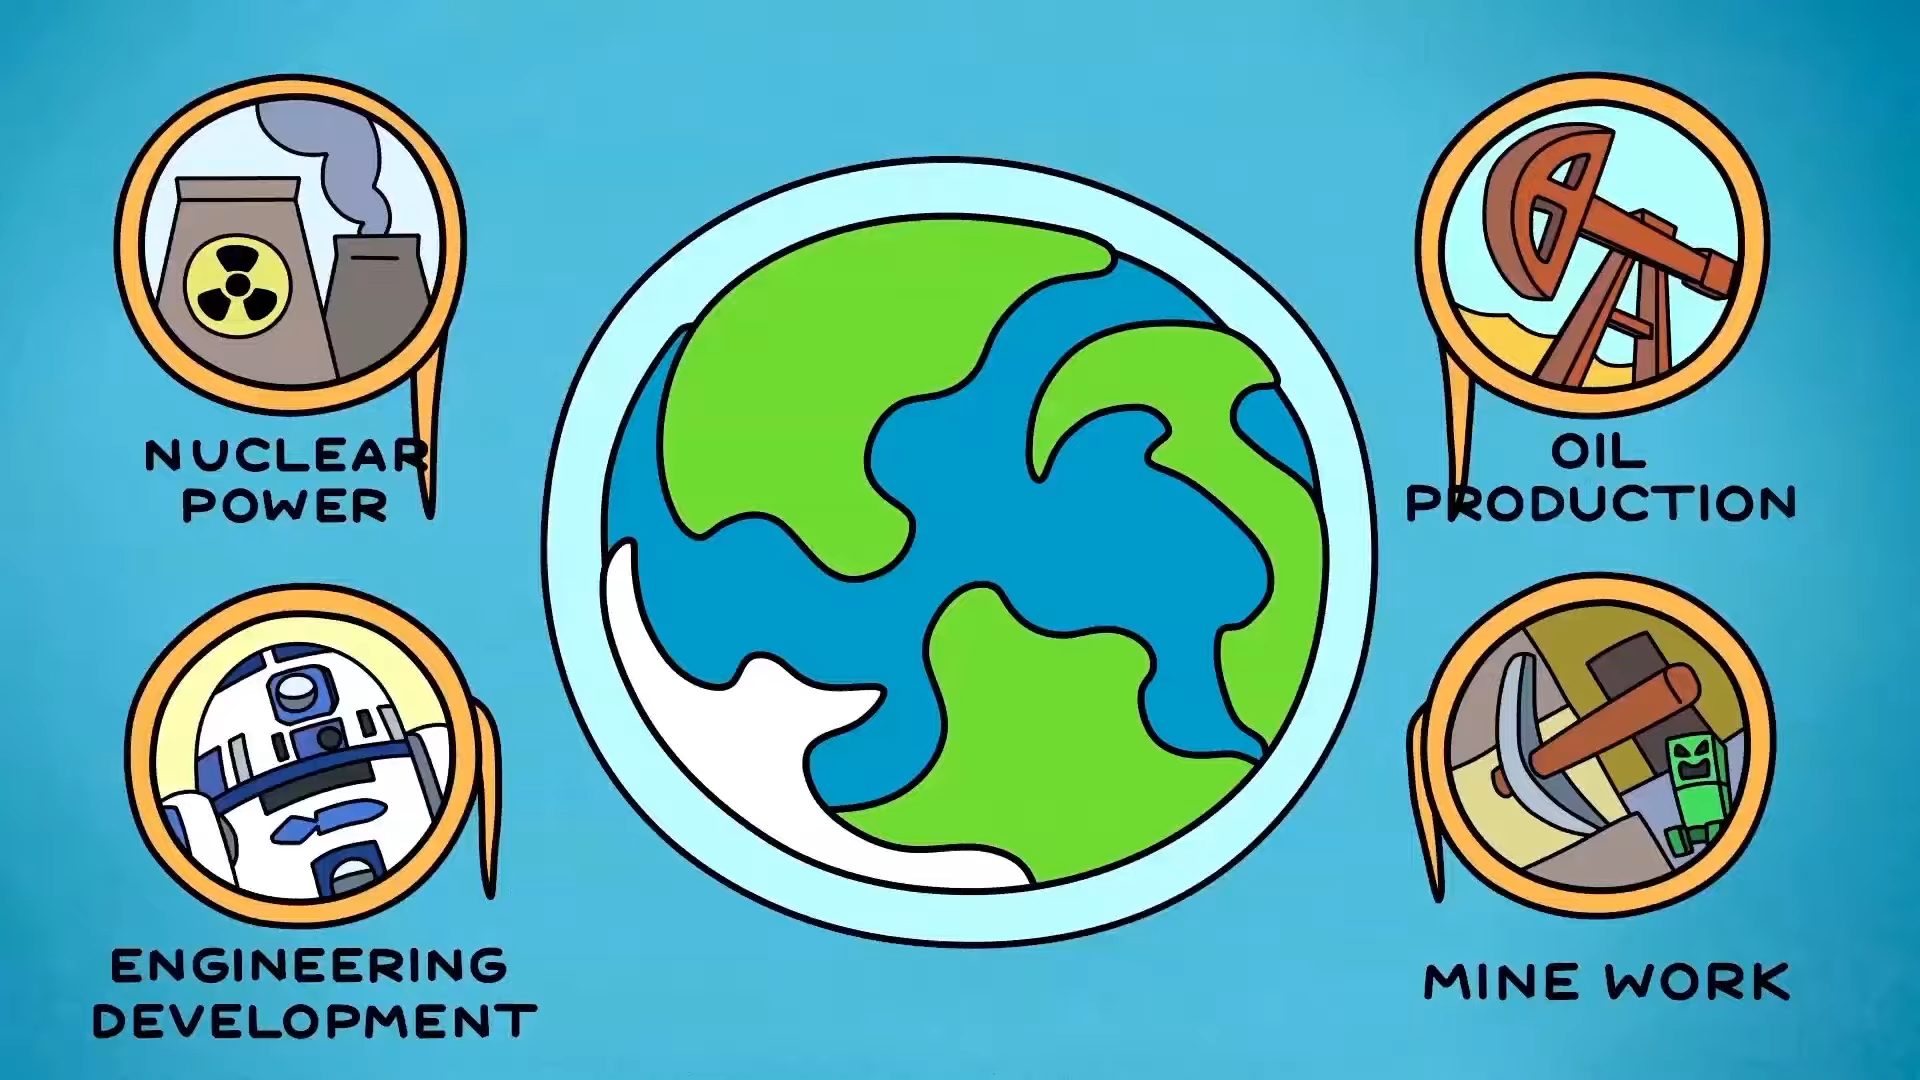 NUCLEAR
POWER
OIL
PRODUCTION
ENGINEERING
DEVELOPMENT
MINE WORK